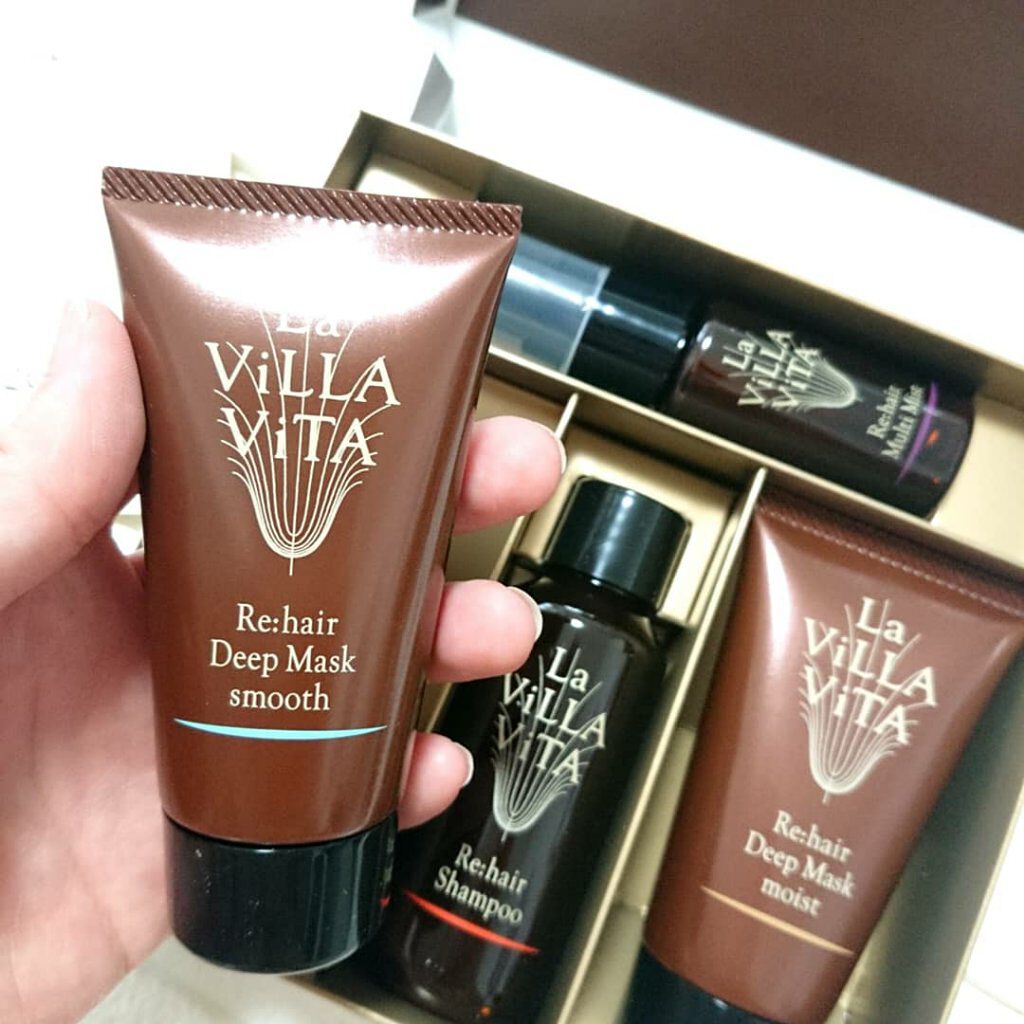 La
ViLLA
ViTA
Re:hair
Deep Mask
smooth
La
ViLLA
ViTA
Re:hair
Multi Mist
La
ViLLA
ViTA
Re:hair
Shampoo
La
ViLLA
ViTA
Re:hair
Deep Mask
moist